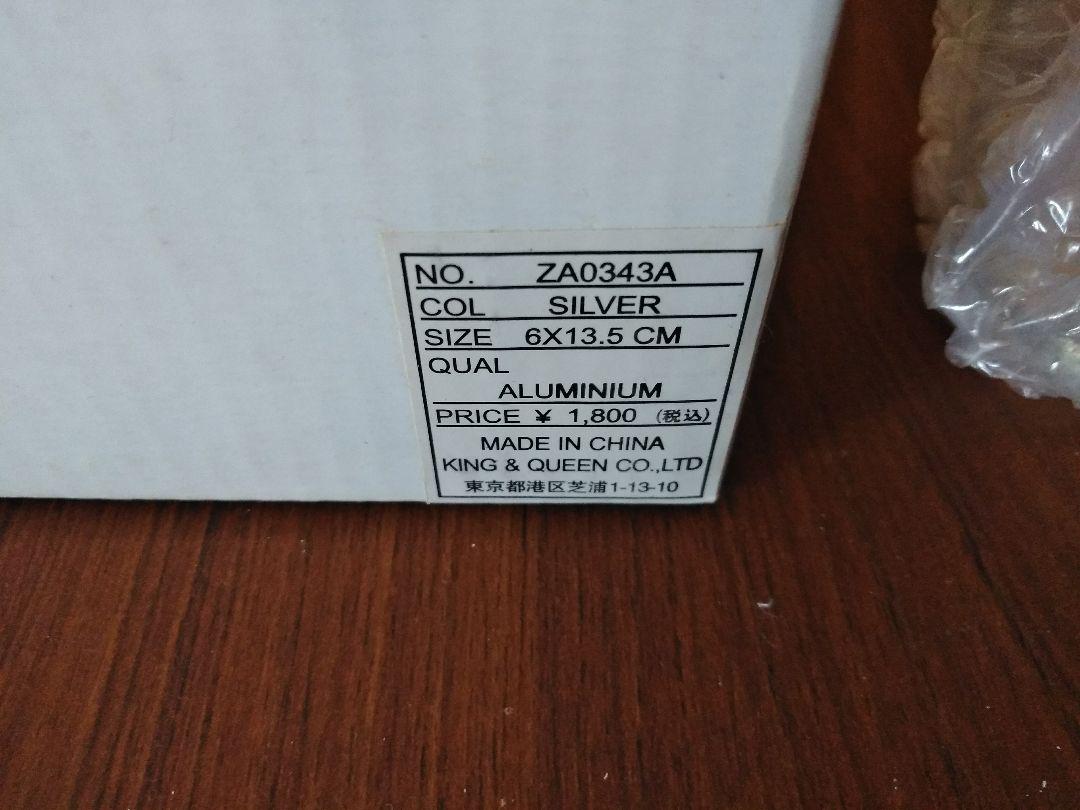 NO. ZA0343A
COL SILVER
SIZE 6X13.5 CM
QUAL
ALUMINIUM
PRICE ¥ 1,800 (税込)
MADE IN CHINA
KING & QUEEN CO.,LTD
東京都港区芝浦1-13-10